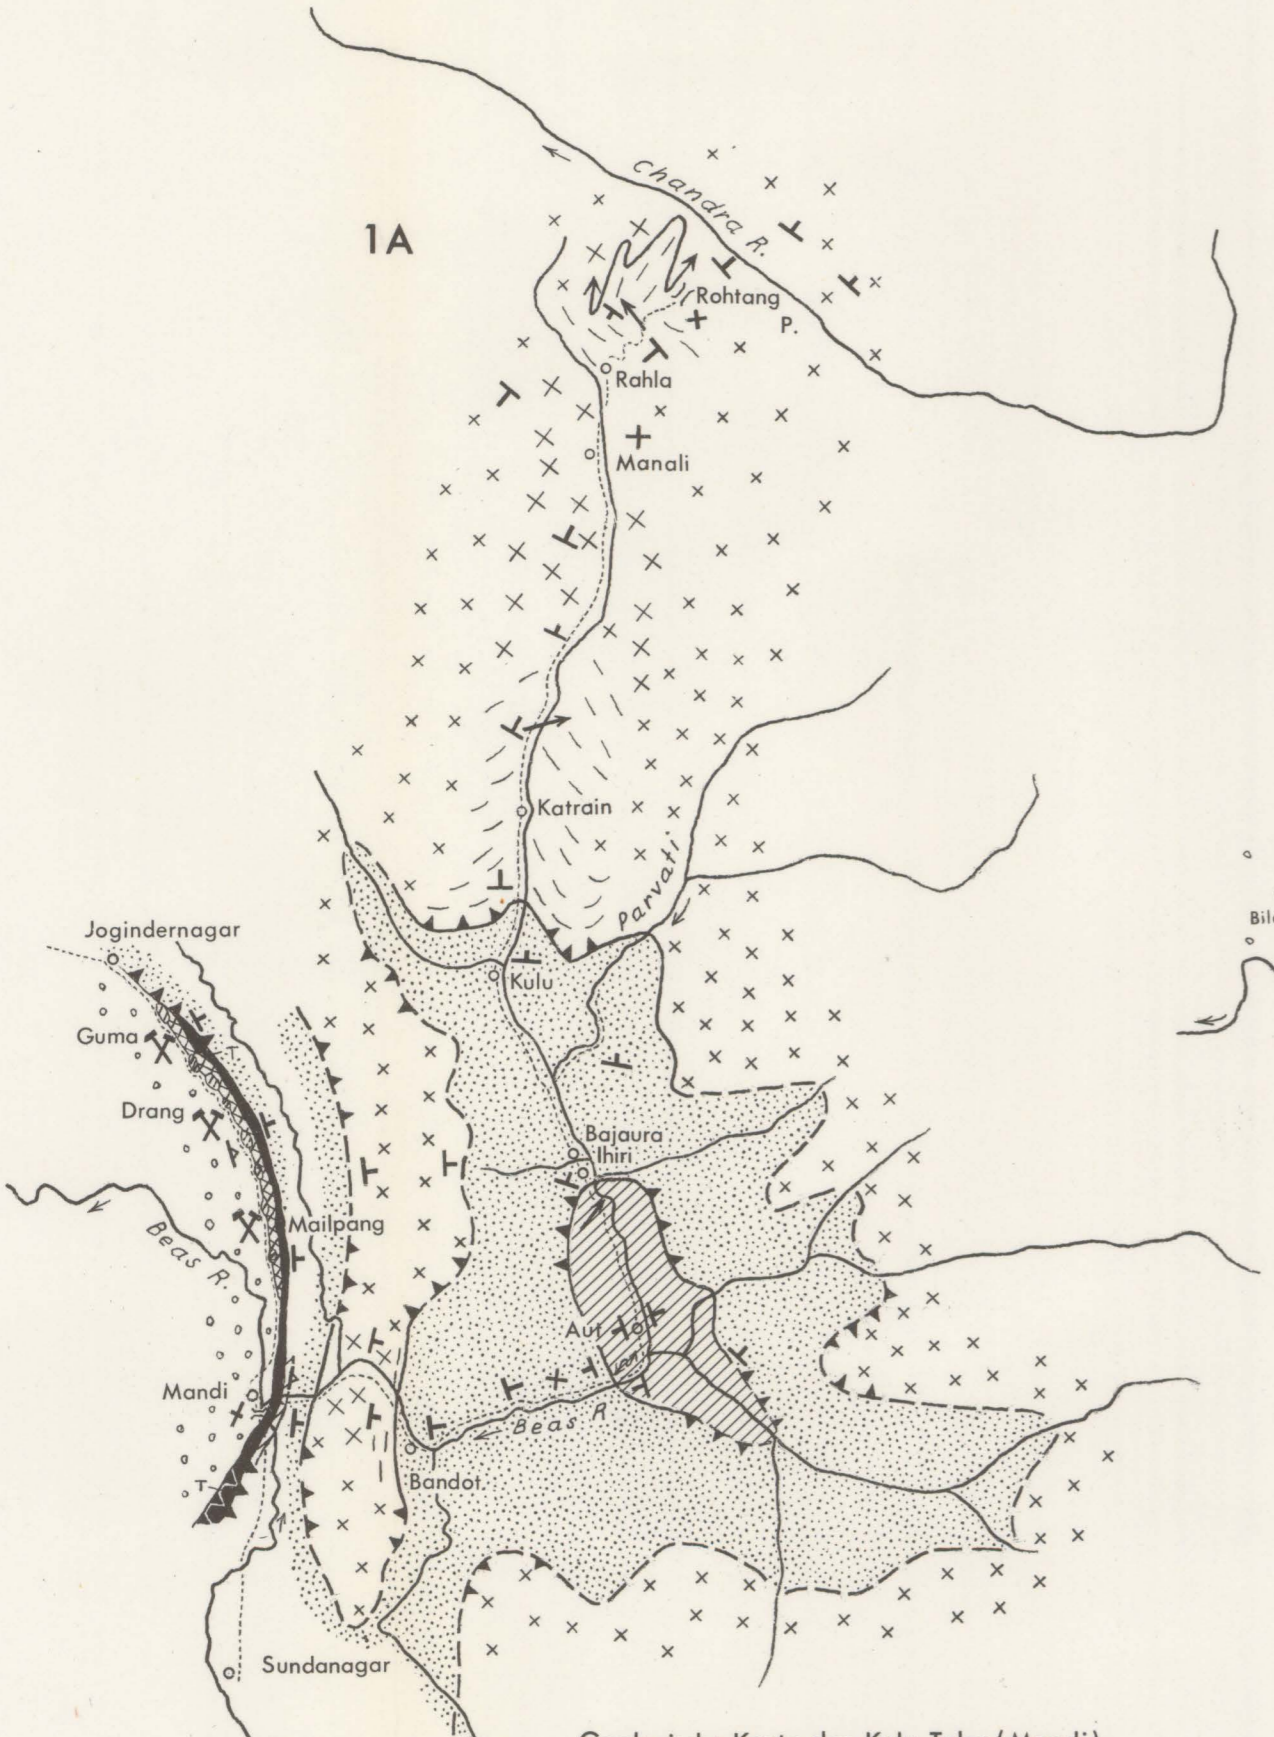 Chandra R.
1A
Rohtang
P.
Rahla
Manali
Katrain
Parvati
Jogindernagar
Kulu
Guma
T.
Drang
Bajaura
Ihiri
Mailpang
Beas R.
Aut
Mandi
Beas R
Bandot.
T
Sundanagar